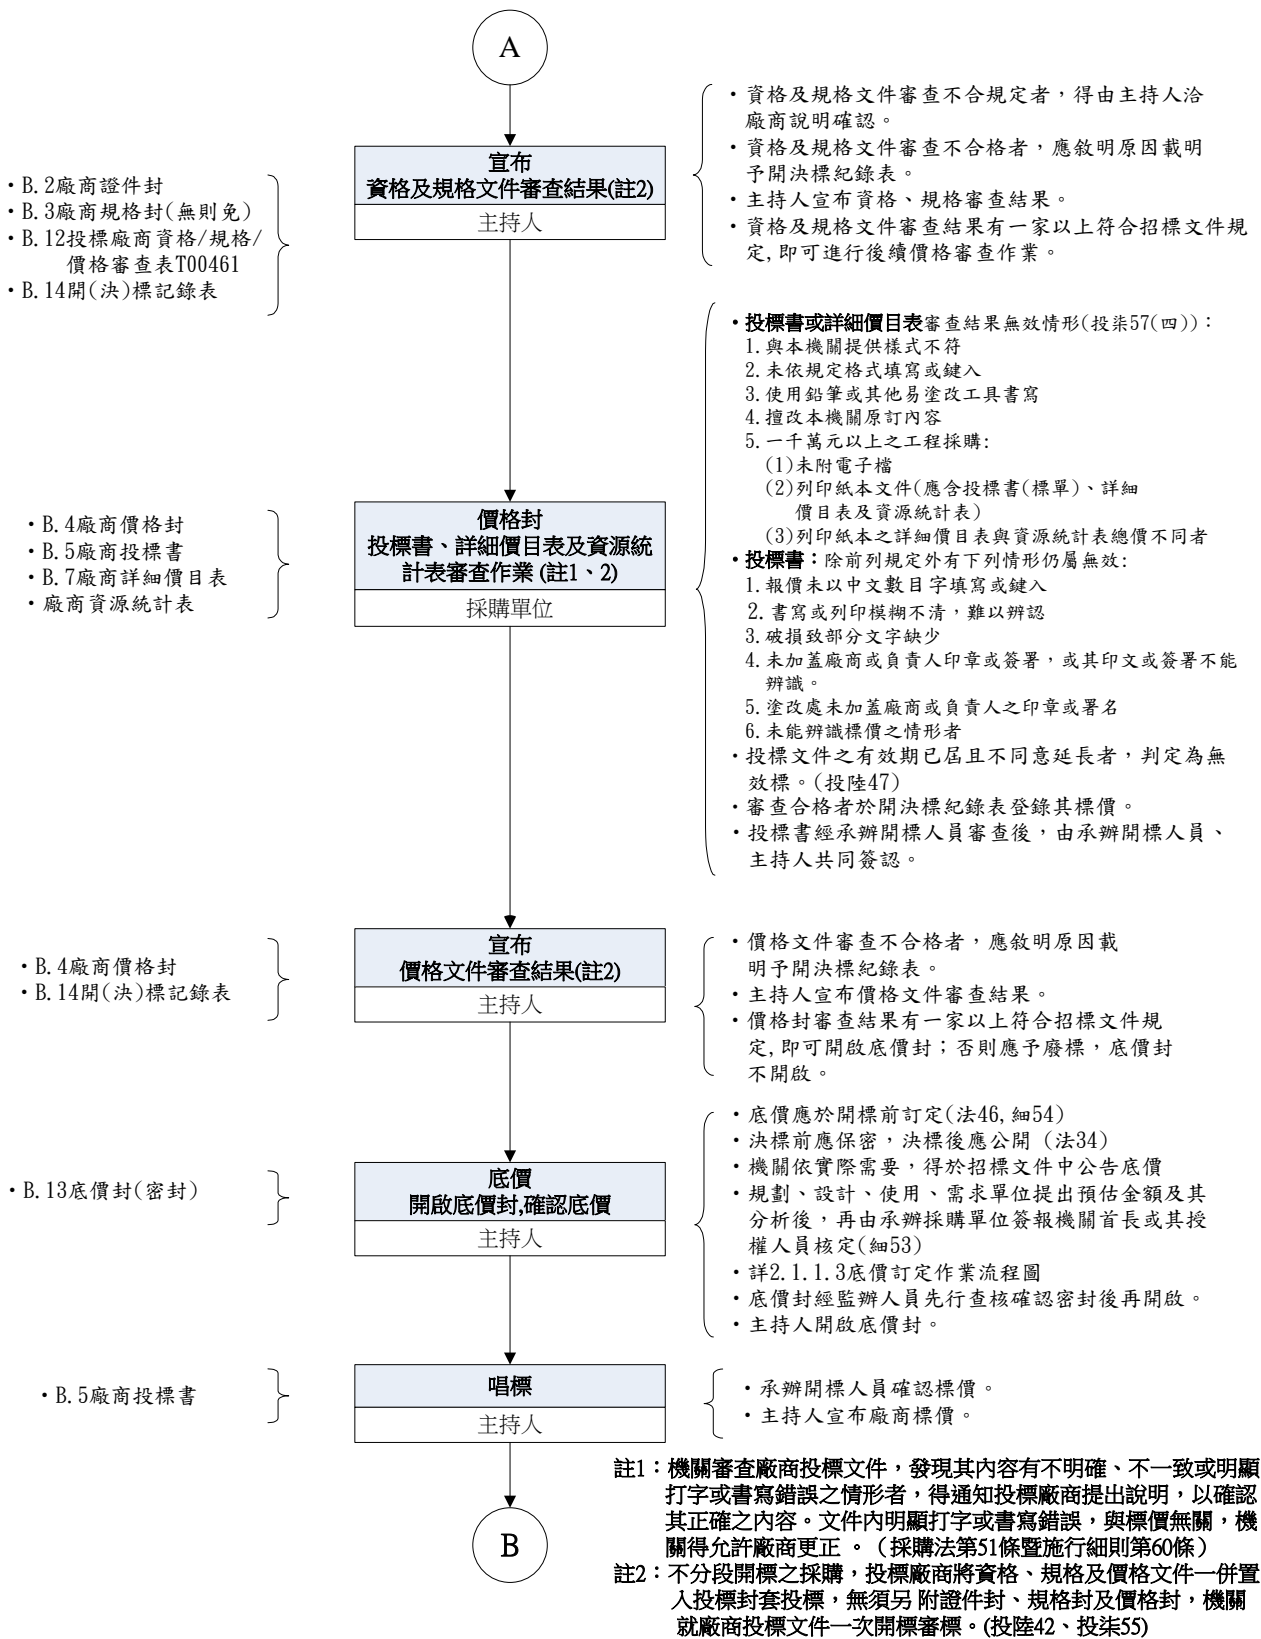 A
宣布
資格及規格文件審查結果(註2)
主持人
・B.2廠商證件封
・B.3廠商規格封(無則免)
・B.12投標廠商資格/規格/
價格審查表T00461
・B.14開(決)標記錄表
・資格及規格文件審查不合規定者，得由主持人洽
廠商說明確認。
・資格及規格文件審查不合格者，應敘明原因載明
予開決標紀錄表。
・主持人宣布資格、規格審查結果。
・資格及規格文件審查結果有一家以上符合招標文件規
定,即可進行後續價格審查作業。
價格封
投標書、詳細價目表及資源統
計表審查作業 (註1、2)
採購單位
・B.4廠商價格封
・B.5廠商投標書
・B.7廠商詳細價目表
・廠商資源統計表
・投標書或詳細價目表審查結果無效情形(投柒57(四))：
1.與本機關提供樣式不符
2.未依規定格式填寫或鍵入
3.使用鉛筆或其他易塗改工具書寫
4.擅改本機關原訂內容
5.一千萬元以上之工程採購:
(1)未附電子檔
(2)列印紙本文件(應含投標書(標單)、詳細
價目表及資源統計表)
(3)列印紙本之詳細價目表與資源統計表總價不同者
・投標書：除前列規定外有下列情形仍屬無效:
1.報價未以中文數目字填寫或鍵入
2.書寫或列印模糊不清，難以辨認
3.破損致部分文字缺少
4.未加蓋廠商或負責人印章或簽署，或其印文或簽署不能
辨識。
5.塗改處未加蓋廠商或負責人之印章或署名
6.未能辨識標價之情形者
・投標文件之有效期已屆且不同意延長者，判定為無
效標。(投陸47)
・審查合格者於開決標紀錄表登錄其標價。
・投標書經承辦開標人員審查後，由承辦開標人員、
主持人共同簽認。
宣布
價格文件審查結果(註2)
主持人
・B.4廠商價格封
・B.14開(決)標記錄表
・價格文件審查不合格者，應敘明原因載
明予開決標紀錄表。
・主持人宣布價格文件審查結果。
・價格封審查結果有一家以上符合招標文件規
定,即可開啟底價封；否則應予廢標，底價封
不開啟。
底價
開啟底價封,確認底價
主持人
・B.13底價封(密封)
・底價應於開標前訂定(法46,細54)
・決標前應保密，決標後應公開 (法34)
・機關依實際需要，得於招標文件中公告底價
・規劃、設計、使用、需求單位提出預估金額及其
分析後，再由承辦採購單位簽報機關首長或其授
權人員核定(細53)
・詳2.1.1.3底價訂定作業流程圖
・底價封經監辦人員先行查核確認密封後再開啟。
・主持人開啟底價封。
唱標
主持人
・B.5廠商投標書
・承辦開標人員確認標價。
・主持人宣布廠商標價。
B
註1：機關審查廠商投標文件，發現其內容有不明確、不一致或明顯
打字或書寫錯誤之情形者，得通知投標廠商提出說明，以確認
其正確之內容。文件內明顯打字或書寫錯誤，與標價無關，機
關得允許廠商更正 。（採購法第51條暨施行細則第60條）
註2：不分段開標之採購，投標廠商將資格、規格及價格文件一併置
入投標封套投標，無須另 附證件封、規格封及價格封，機關
就廠商投標文件一次開標審標。(投陸42、投柒55)